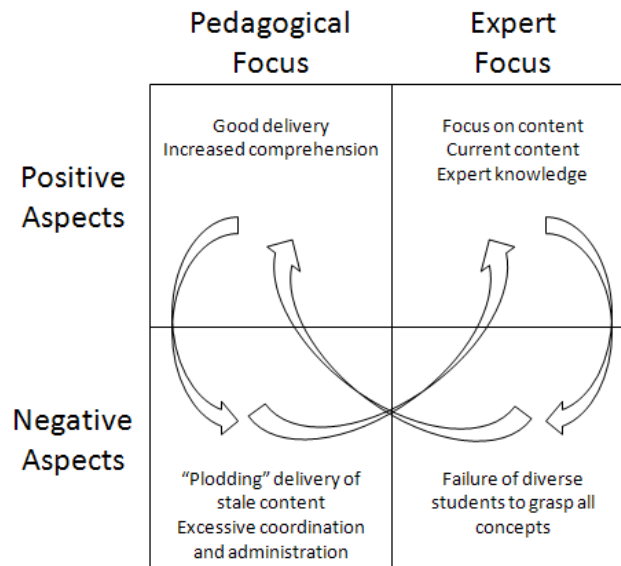 Pedagogical
Focus
Expert
Focus
Positive
Aspects
Good delivery
Increased comprehension
Focus on content
Current content
Expert knowledge
Negative
Aspects
“Plodding” delivery of
stale content
Excessive coordination
and administration
Failure of diverse
students to grasp all
concepts